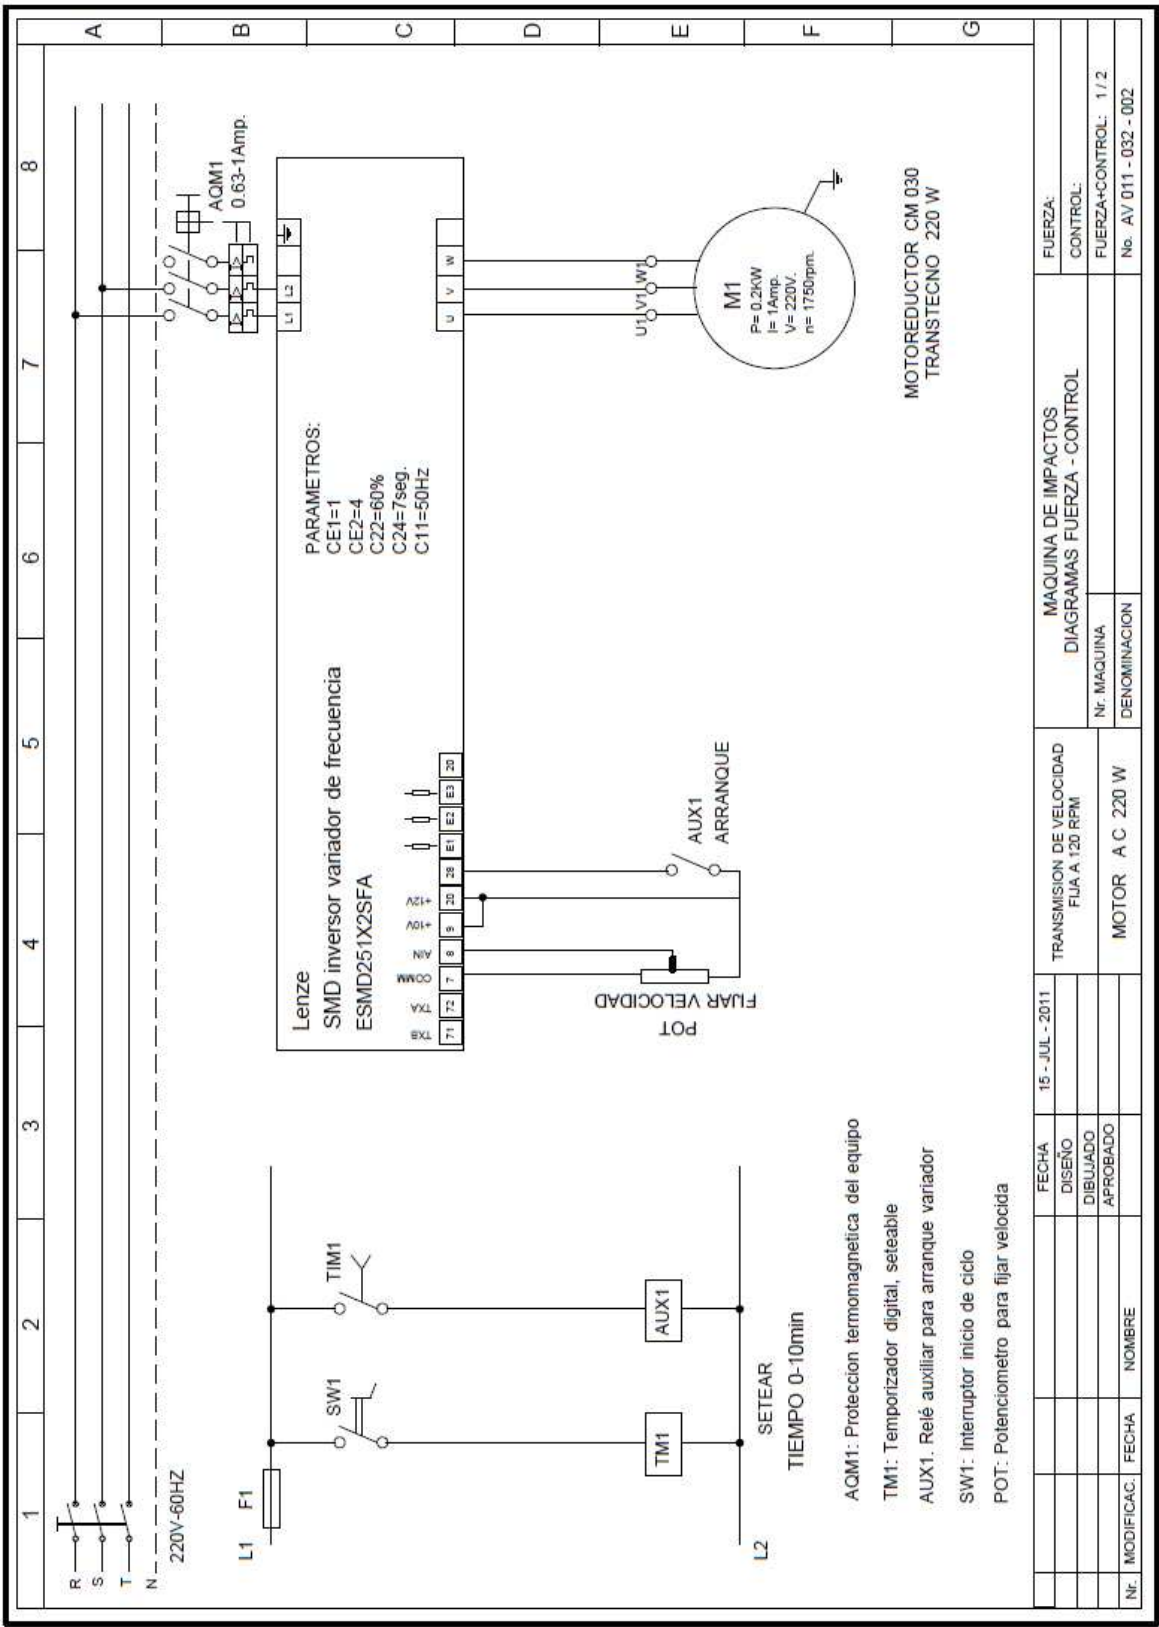 1 2 3 4 5 6 7 8
A
B
C
D
E
F
G
R
S
T
N
220V-60HZ
L1 F1
SW1
TIM1
TM1
AUX1
L2
SETEAR
TIEMPO 0-10min
AQM1
0.63-1Amp.
L1 L2
Lenze
SMD inversor variador de frecuencia
ESMD251X2SFA
PARAMETROS:
CE1=1
CE2=4
C22=60%
C24=7seg.
C11=50Hz
TXB TXA COMM AIN +10V +12V
71 72 7 8 9 20 28 E1 E2 E3 20
U V W
POT
FIJAR VELOCIDAD
AUX1
ARRANQUE
U1 V1 W1
M1
P= 0.2KW
I= 1Amp.
V= 220V.
n= 1750rpm.
MOTOREDUCTOR CM 030
TRANSTECNO 220 W
AQM1: Proteccion termomagnetica del equipo
TM1: Temporizador digital, seteable
AUX1. Relé auxiliar para arranque variador
SW1: Interruptor inicio de ciclo
POT: Potenciometro para fijar velocida
Nr. MODIFICAC. FECHA NOMBRE
FECHA 15 - JUL - 2011
DISEÑO
DIBUJADO
APROBADO
TRANSMISION DE VELOCIDAD
FIJA A 120 RPM
MOTOR A C 220 W
MAQUINA DE IMPACTOS
DIAGRAMAS FUERZA - CONTROL
Nr. MAQUINA
DENOMINACION
FUERZA:
CONTROL:
FUERZA+CONTROL: 1 / 2
No. AV 011 - 032 - 002